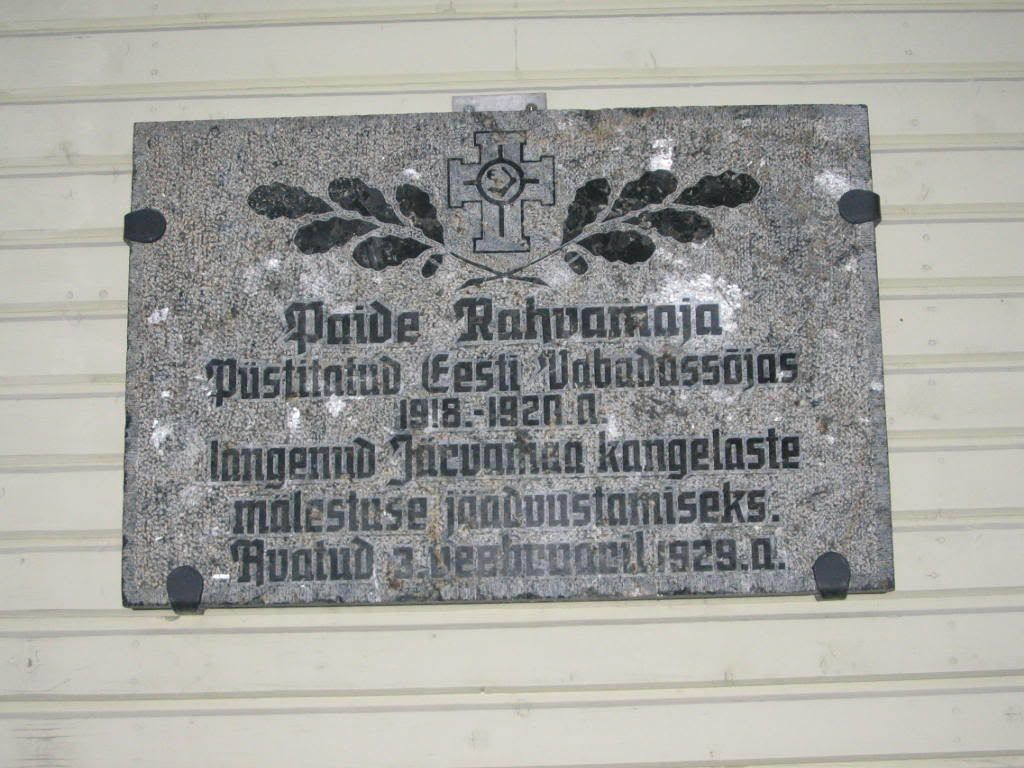 Paide Rahvamaja
Püstitatud Eesti Vabadussõjas
1918.-1920. a.
langenud Järvamaa kangelaste
mälestuse jäädvustamiseks.
Avatud 3. veebruaril 1929. a.